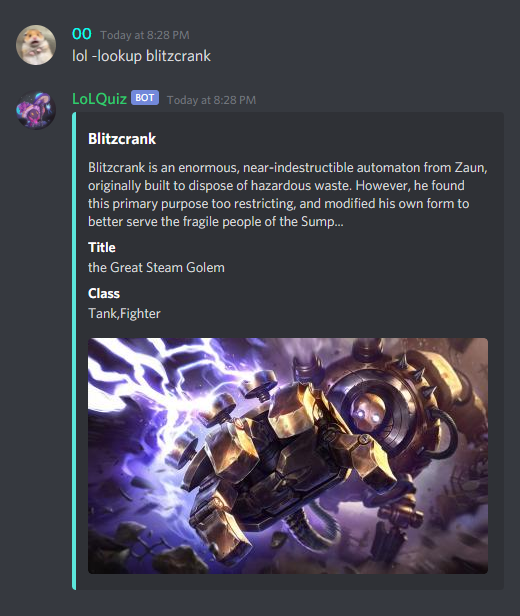 00 Today at 8:28 PM
lol -lookup blitzcrank
LoLQuiz BOT Today at 8:28 PM
Blitzcrank
Blitzcrank is an enormous, near-indestructible automaton from Zaun,
originally built to dispose of hazardous waste. However, he found
this primary purpose too restricting, and modified his own form to
better serve the fragile people of the Sump...
Title
the Great Steam Golem
Class
Tank,Fighter